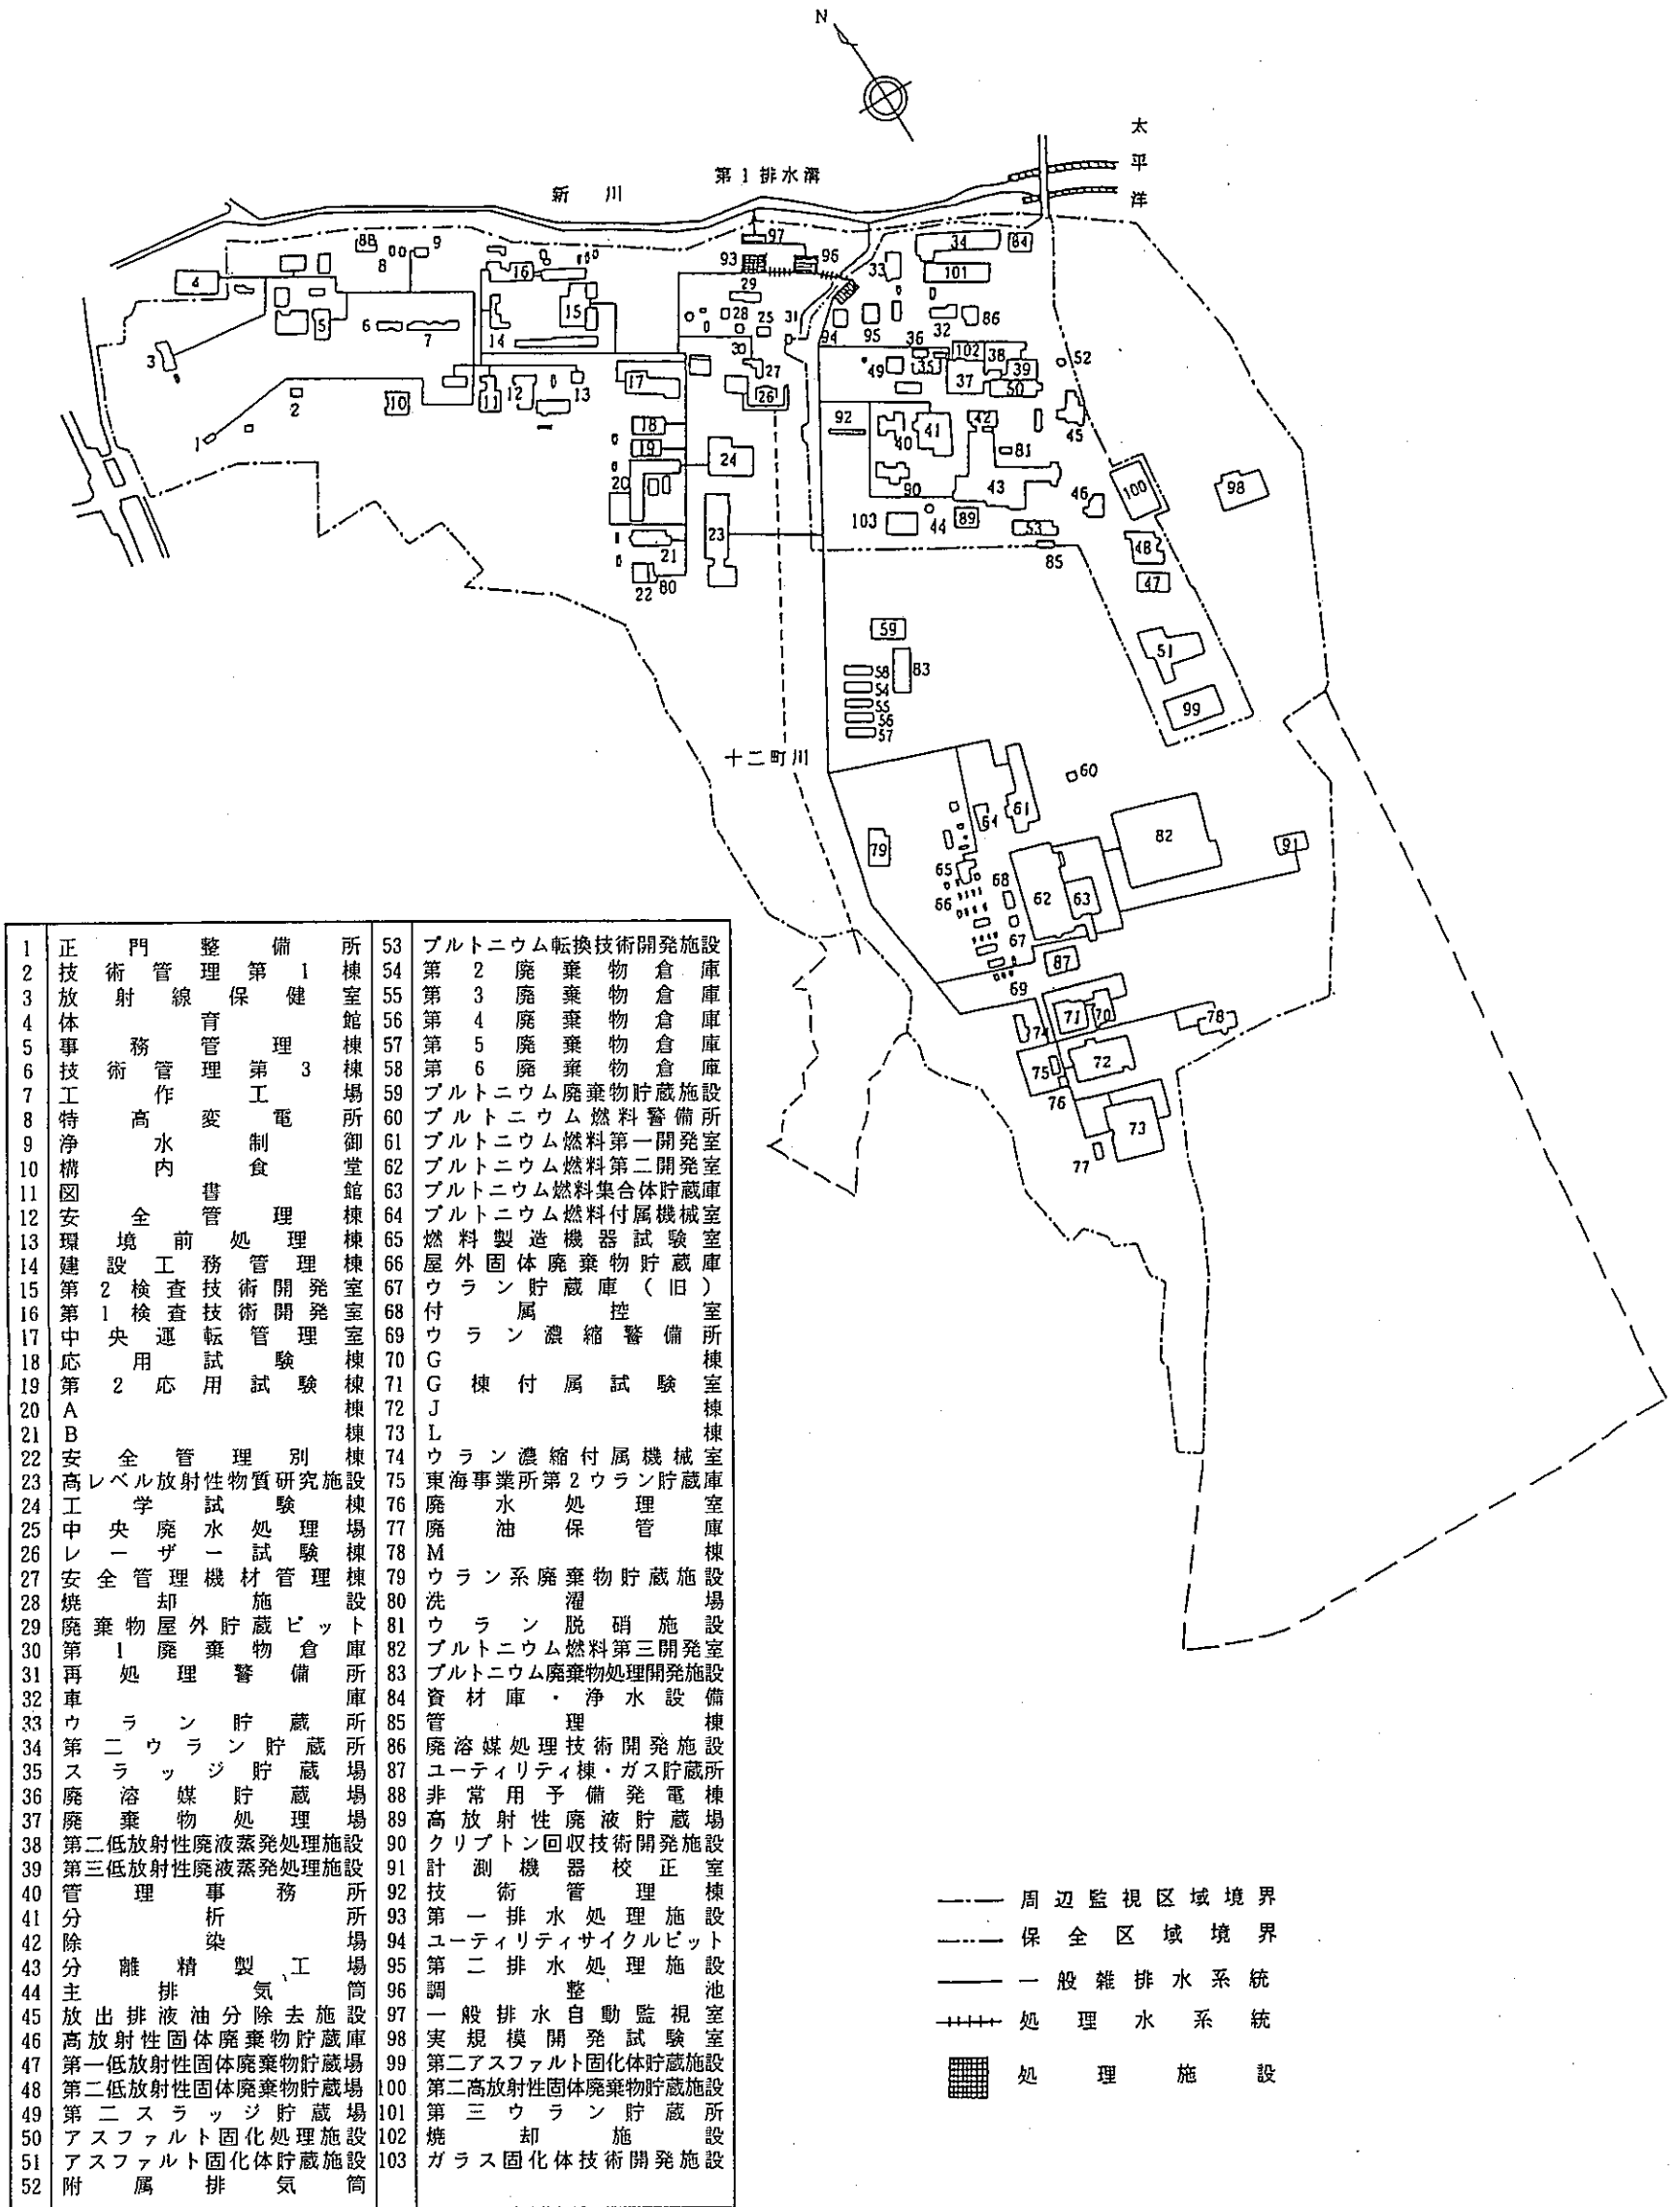 N
太平洋
第1排水溝
新川
十二町川
1 正門整備所
2 技術管理第1棟
3 放射線保健室
4 体育館
5 事務管理棟
6 技術管理第3棟
7 工作工場
8 特高変電所
9 浄水制御
10 構内食堂
11 図書館
12 安全管理棟
13 環境前処理棟
14 建設工務管理棟
15 第2検査技術開発室
16 第1検査技術開発室
17 中央運転管理室
18 応用試験棟
19 第2応用試験棟
20 A棟
21 B棟
22 安全管理別棟
23 高レベル放射性物質研究施設
24 工学試験棟
25 中央廃水処理場
26 レーザー試験棟
27 安全管理機材管理棟
28 焼却施設
29 廃棄物屋外貯蔵ピット
30 第1廃棄物倉庫
31 再処理警備所
32 車庫
33 ウラン貯蔵所
34 第二ウラン貯蔵所
35 スラッジ貯蔵場
36 廃溶媒貯蔵場
37 廃棄物処理場
38 第二低放射性廃液蒸発処理施設
39 第三低放射性廃液蒸発処理施設
40 管理事務所
41 分析所
42 除染場
43 分離精製工場
44 主排気筒
45 放出排液油分除去施設
46 高放射性固体廃棄物貯蔵庫
47 第一低放射性固体廃棄物貯蔵場
48 第二低放射性固体廃棄物貯蔵場
49 第二スラッジ貯蔵場
50 アスファルト固化処理施設
51 アスファルト固化体貯蔵施設
52 附属排気筒
53 プルトニウム転換技術開発施設
54 第2廃棄物倉庫
55 第3廃棄物倉庫
56 第4廃棄物倉庫
57 第5廃棄物倉庫
58 第6廃棄物倉庫
59 プルトニウム廃棄物貯蔵施設
60 プルトニウム燃料警備所
61 プルトニウム燃料第一開発室
62 プルトニウム燃料第二開発室
63 プルトニウム燃料集合体貯蔵庫
64 プルトニウム燃料付属機械室
65 燃料製造機器試験室
66 屋外固体廃棄物貯蔵庫
67 ウラン貯蔵庫(旧)
68 付属控室
69 ウラン濃縮警備所
70 G棟
71 G棟付属試験室
72 J棟
73 L棟
74 ウラン濃縮付属機械室
75 東海事業所第2ウラン貯蔵庫
76 廃水処理室
77 廃油保管庫
78 M棟
79 ウラン系廃棄物貯蔵施設
80 洗濯場
81 ウラン脱硝施設
82 プルトニウム燃料第三開発室
83 プルトニウム廃棄物処理開発施設
84 資材庫・浄水設備
85 管理棟
86 廃溶媒処理技術開発施設
87 ユーティリティ棟・ガス貯蔵所
88 非常用予備発電棟
89 高放射性廃液貯蔵場
90 クリプトン回収技術開発施設
91 計測機器校正室
92 技術管理棟
93 第一排水処理施設
94 ユーティリティサイクルピット
95 第二排水処理施設
96 調整池
97 一般排水自動監視室
98 実規模開発試験室
99 第二アスファルト固化体貯蔵施設
100 第二高放射性固体廃棄物貯蔵施設
101 第三ウラン貯蔵所
102 焼却施設
103 ガラス固化体技術開発施設
周辺監視区域境界
保全区域境界
一般雑排水系統
処理水系統
処理施設